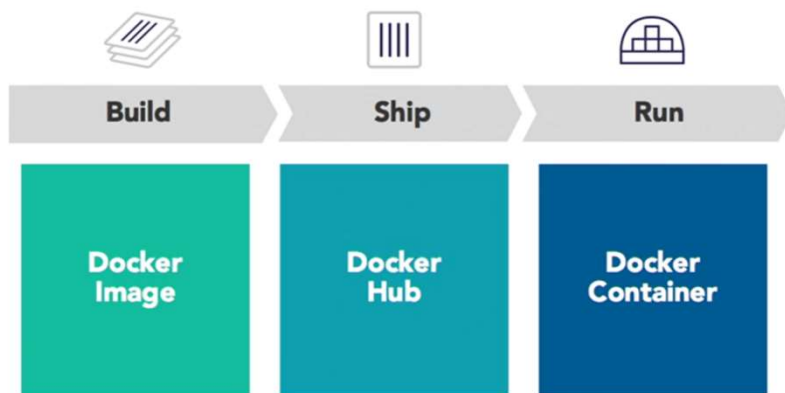 Build
Ship
Run
Docker
Image
Docker
Hub
Docker
Container